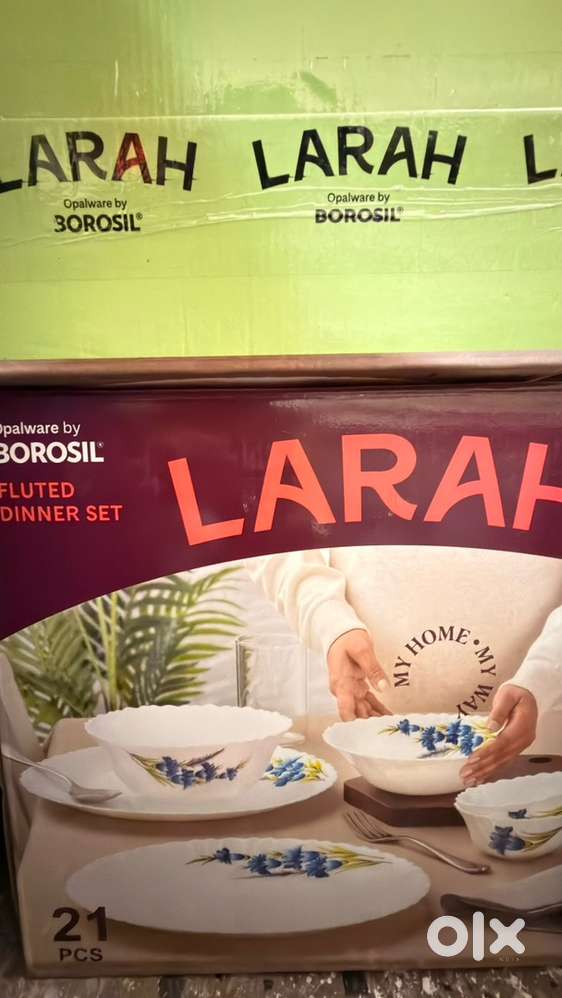 LARAH
Opalware by
BOROSIL®
LARAH
Opalware by
BOROSIL®
L
Opalware by
BOROSIL®
FLUTED
DINNER SET
LARAH
MY HOME • MY WAY
21
PCS
olx